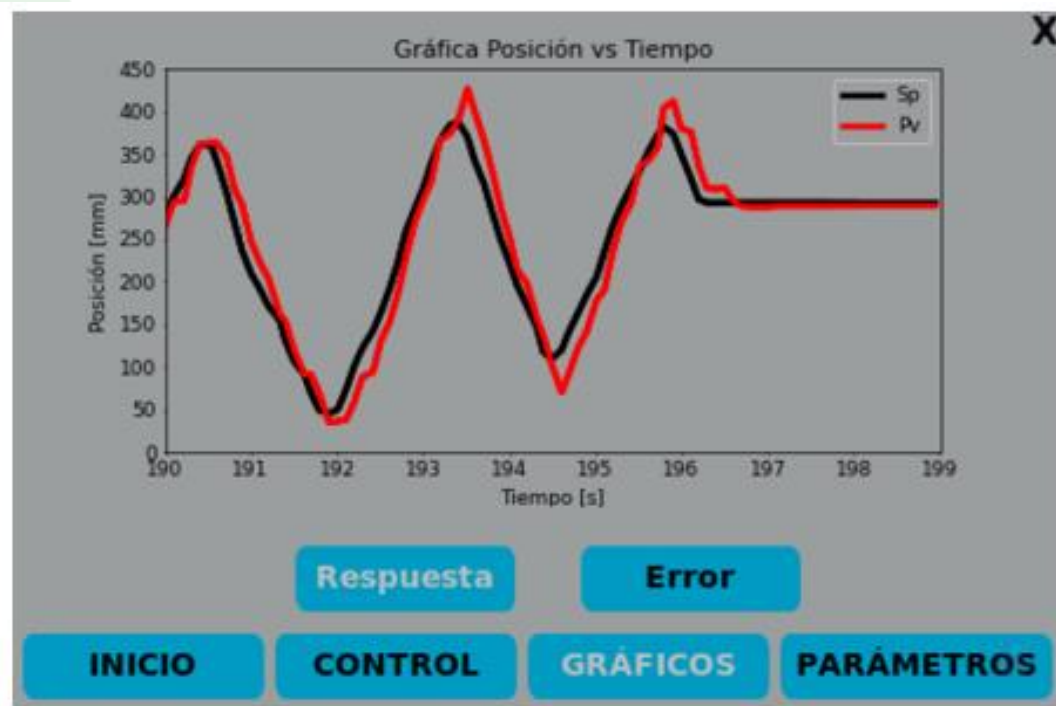 X
Gráfica Posición vs Tiempo
450
400
350
300
250
200
150
100
50
0
Posición [mm]
Sp
Pv
190 191 192 193 194 195 196 197 198 199
Tiempo [s]
Respuesta Error
INICIO CONTROL GRÁFICOS PARÁMETROS